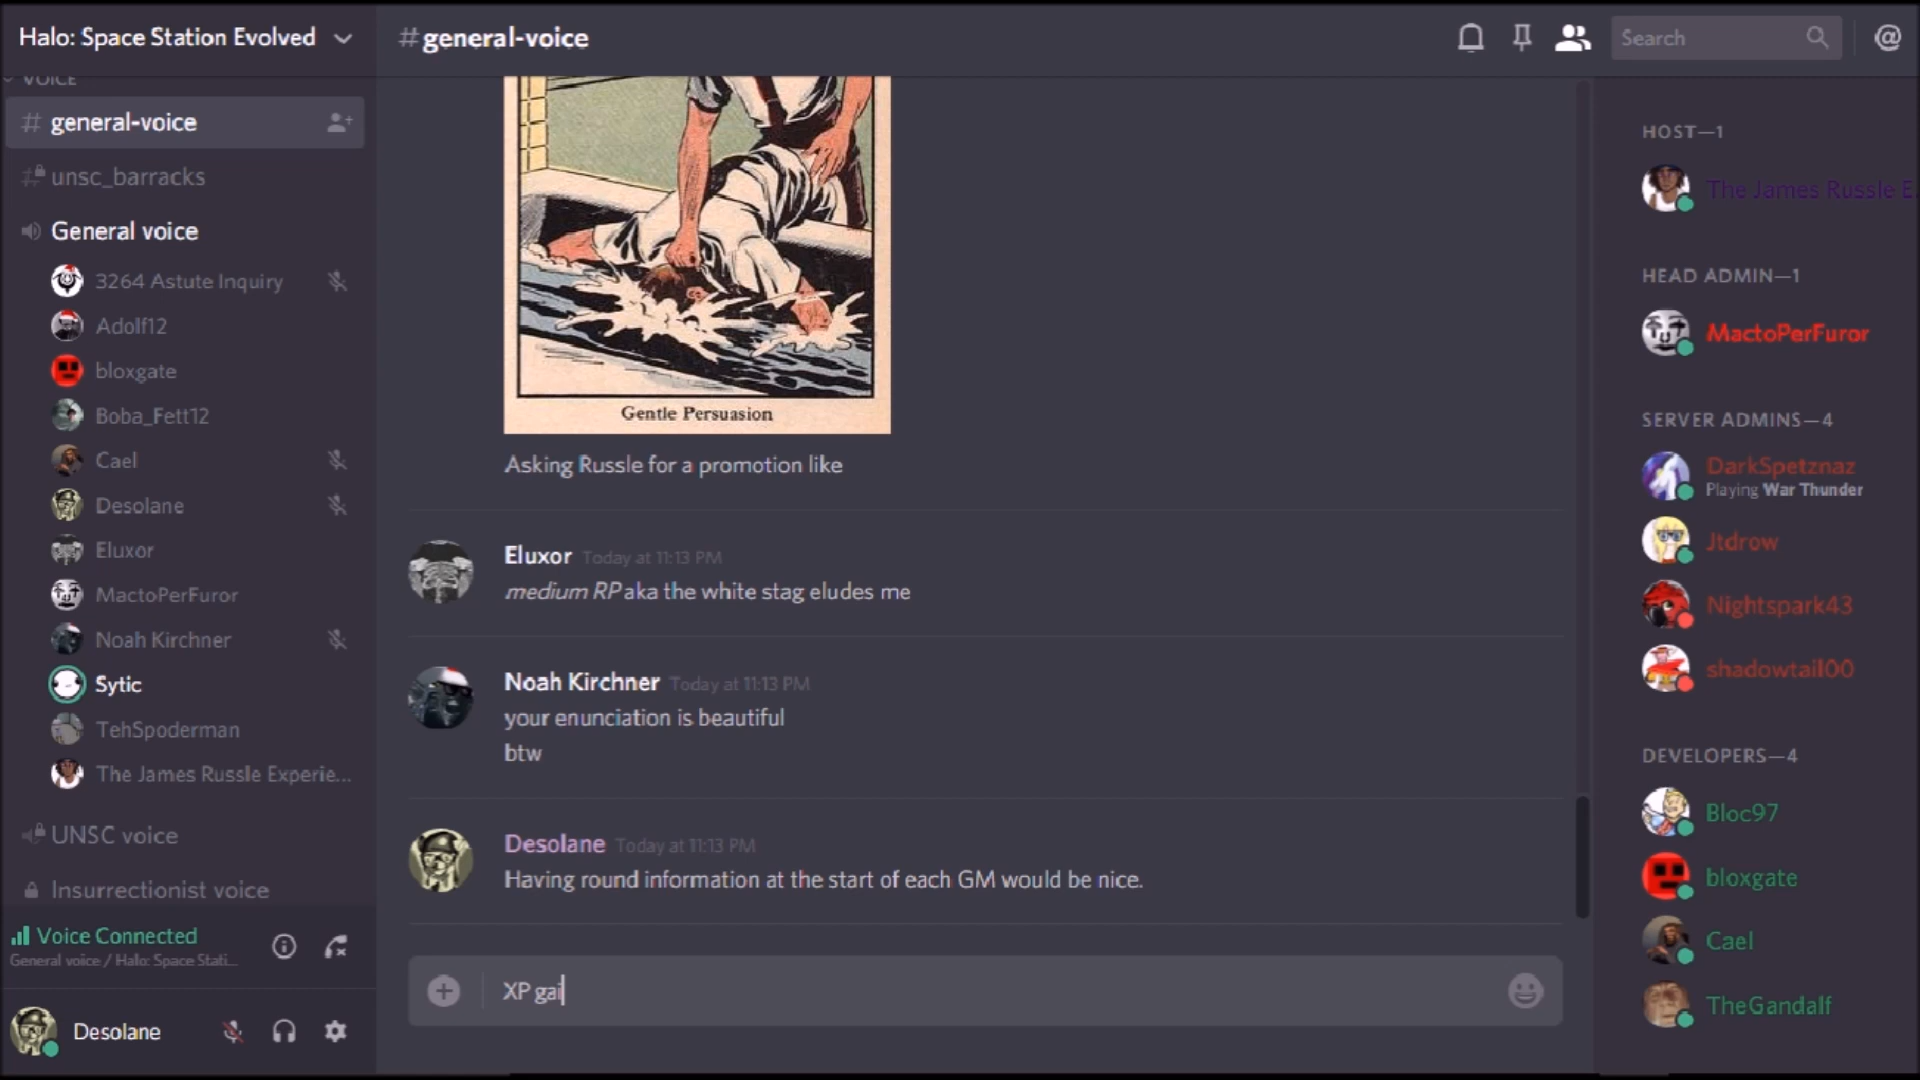 Halo: Space Station Evolved
#general-voice
Search
@
VOICE
# general-voice
# unsc_barracks
General voice
3264 Astute Inquiry
Adolf12
bloxgate
Boba_Fett12
Cael
Desolane
Eluxor
MactoPerFuror
Noah Kirchner
Sytic
TehSpoderman
The James Russle Experie...
UNSC voice
Insurrectionist voice
Voice Connected
General voice / Halo: Space Stati...
Desolane
Gentle Persuasion
Asking Russle for a promotion like
Eluxor Today at 11:13 PM
medium RP aka the white stag eludes me
Noah Kirchner Today at 11:13 PM
your enunciation is beautiful
btw
Desolane Today at 11:13 PM
Having round information at the start of each GM would be nice.
XP gai
HOST—1
The James Russle E
HEAD ADMIN—1
MactoPerFuror
SERVER ADMINS—4
DarkSpetznaz
Playing War Thunder
Jtdrow
Nightspark43
shadowtail00
DEVELOPERS—4
Bloc97
bloxgate
Cael
TheGandalf